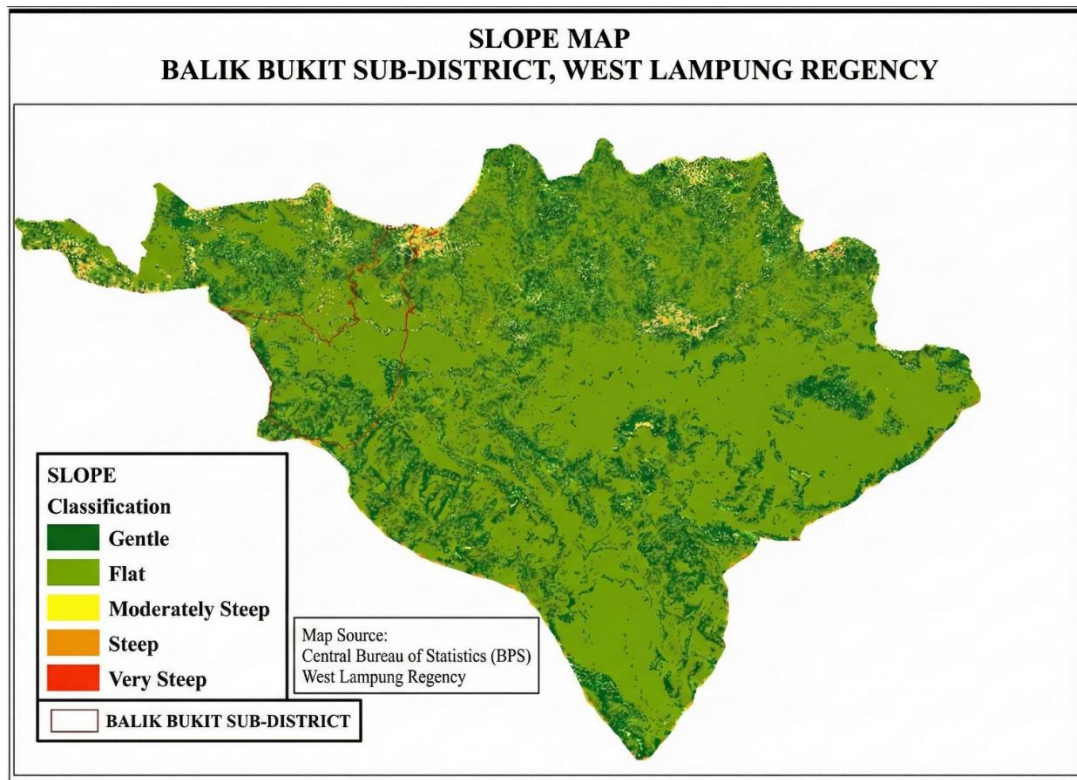 SLOPE MAP
BALIK BUKIT SUB-DISTRICT, WEST LAMPUNG REGENCY
SLOPE
Classification
Gentle
Flat
Moderately Steep
Steep
Very Steep
Map Source:
Central Bureau of Statistics (BPS)
West Lampung Regency
BALIK BUKIT SUB-DISTRICT